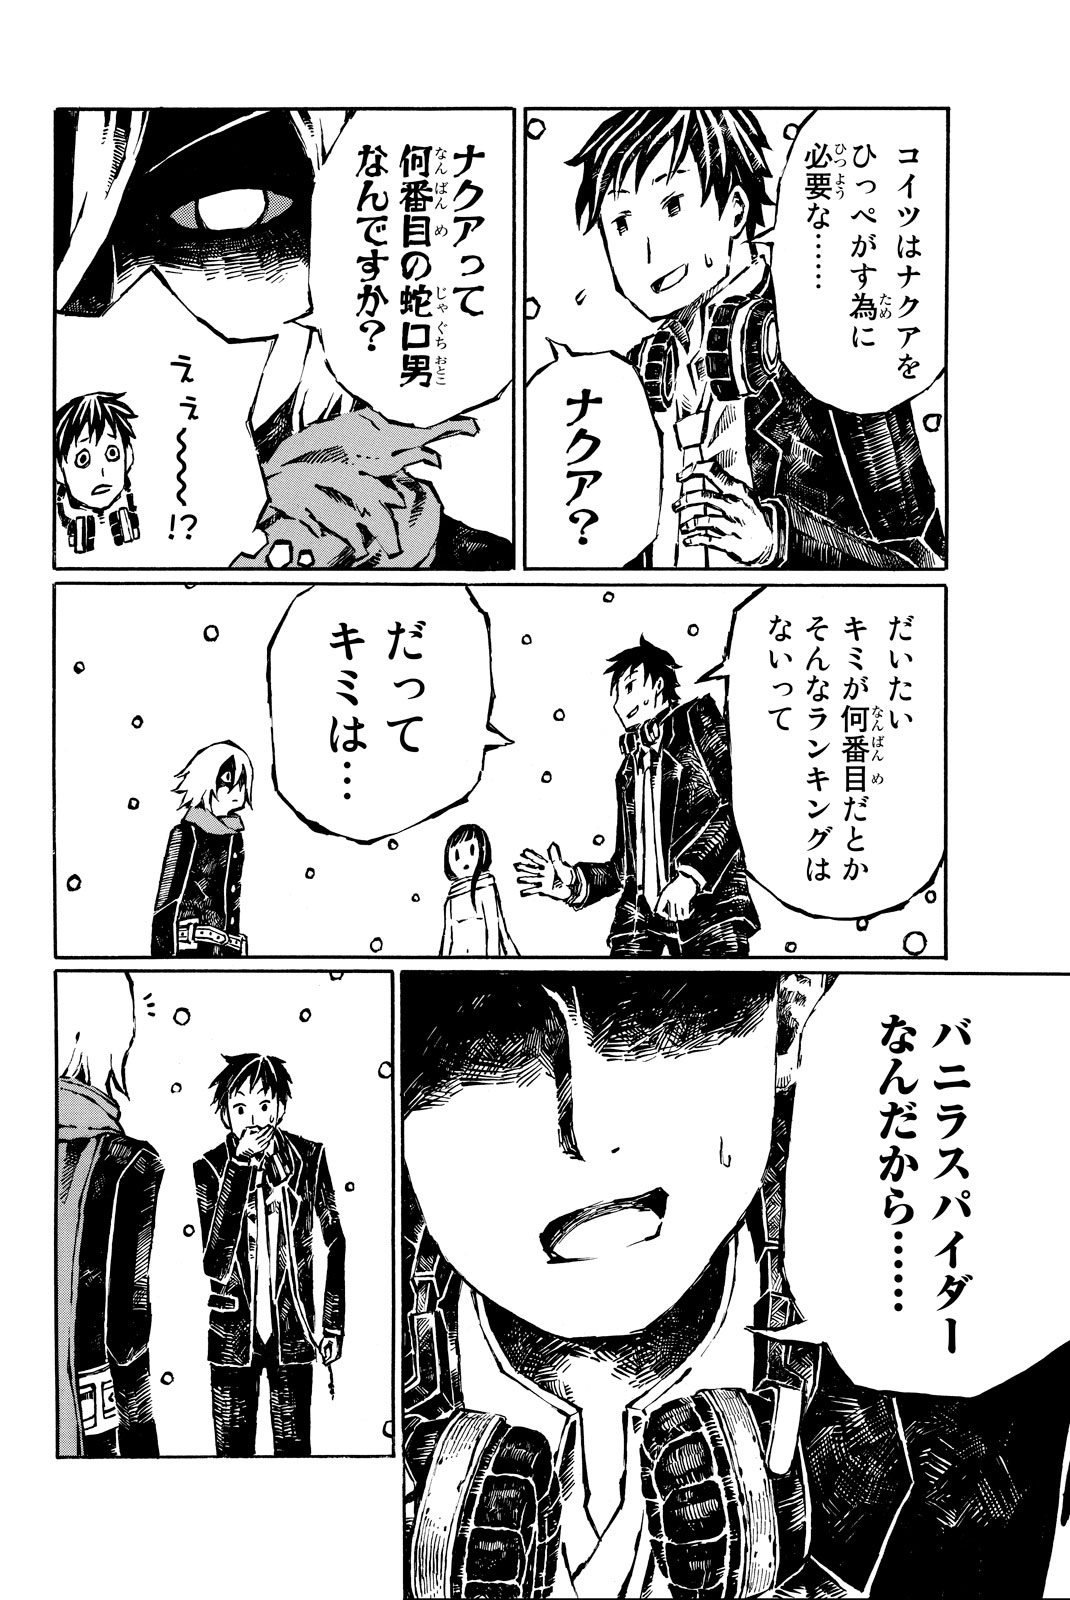 コイツはナクアを
ひっぺがす為に
必要な……
ナクア?
ナクアって
何番目の蛇口男
なんですか?
ええ~~~!?
だいたい
キミが何番目だとか
そんなランキングは
ないって
だって
キミは…
バニラスパイダー
なんだから……